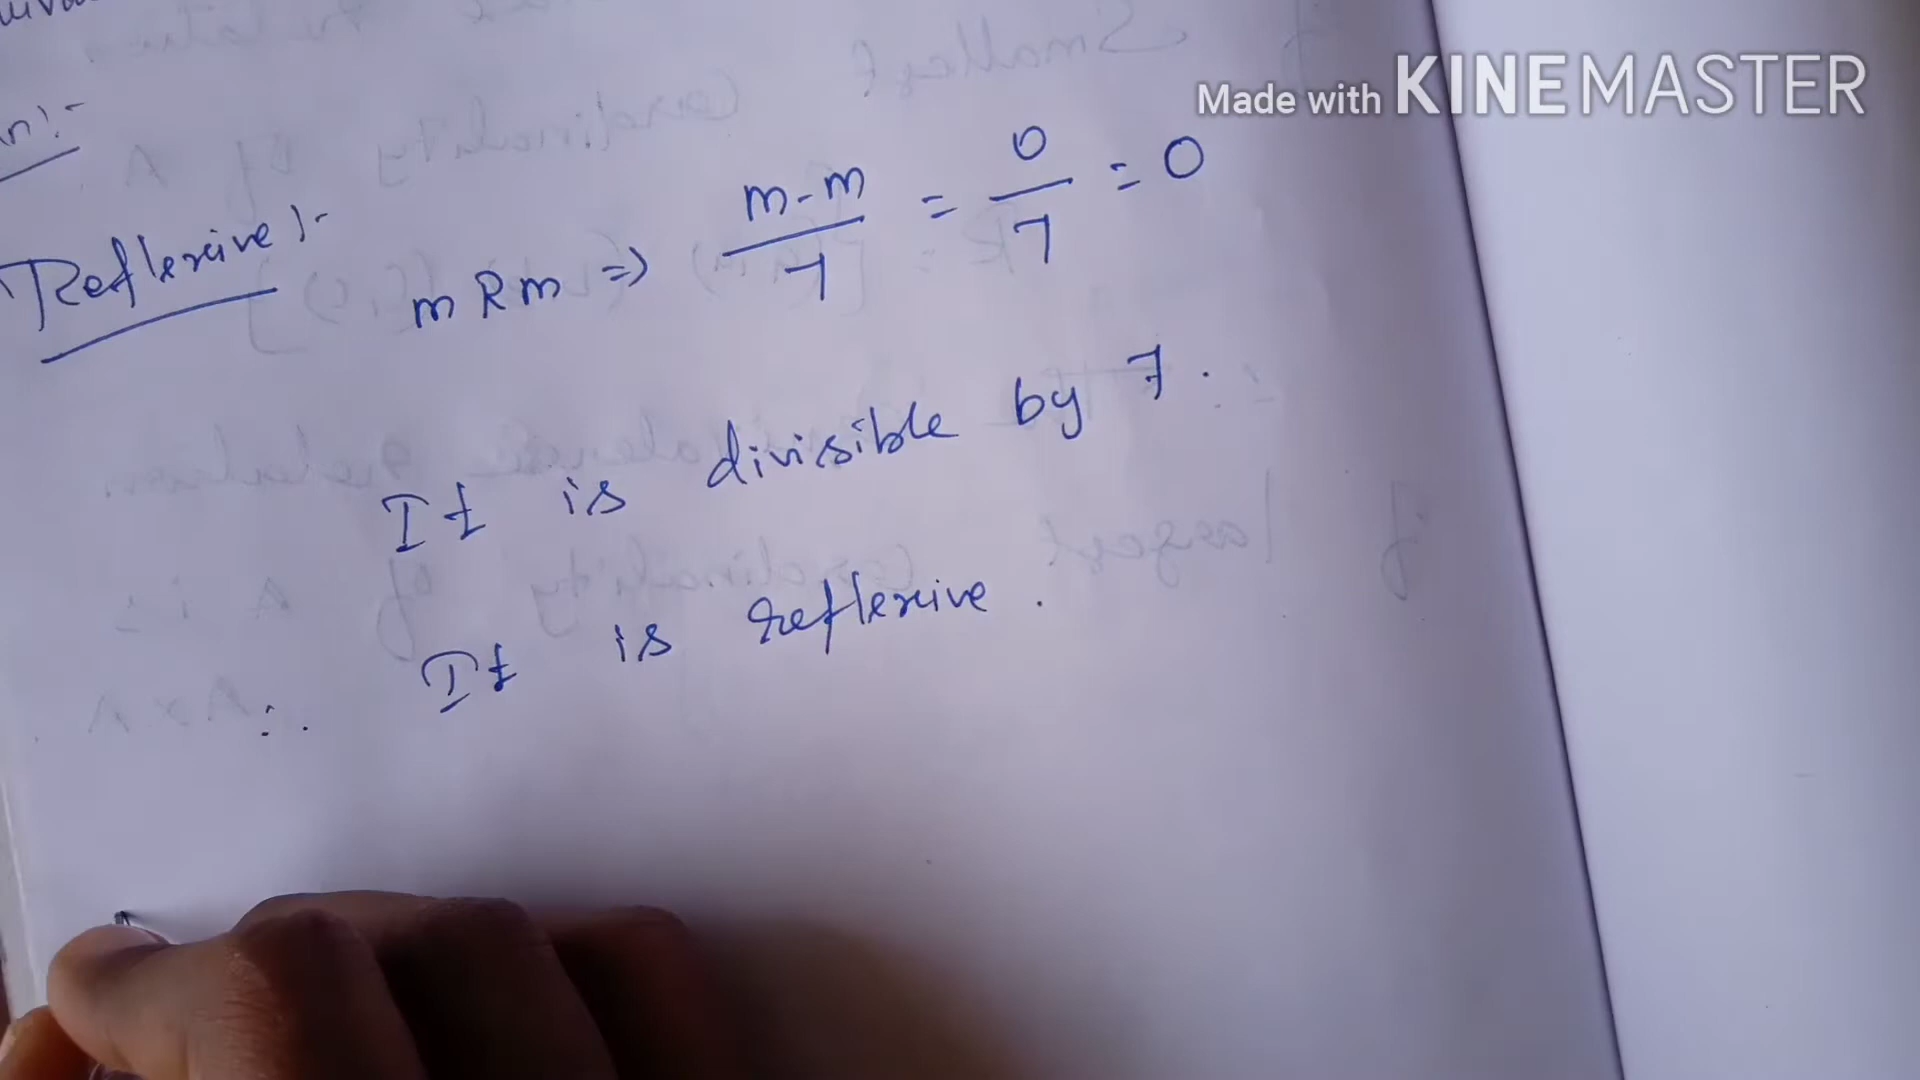 Made with KINEMASTER
Reflexive :-
m R m => m-m/7 = 0/7 = 0
It is divisible by 7.
∴ It is reflexive.